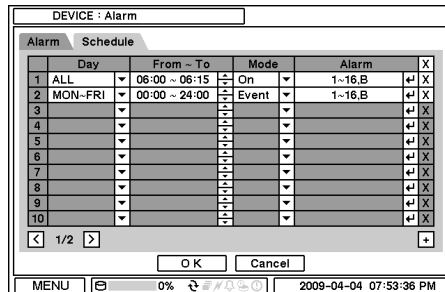 DEVICE : Alarm
Alarm Schedule
Day From ~ To Mode Alarm X
1 ALL 06:00 ~ 06:15 On 1~16,B X
2 MON~FRI 00:00 ~ 24:00 Event 1~16,B X
3 X
4 X
5 X
6 X
7 X
8 X
9 X
10 X
< 1/2 > +
O K Cancel
MENU 0% 2009-04-04 07:53:36 PM